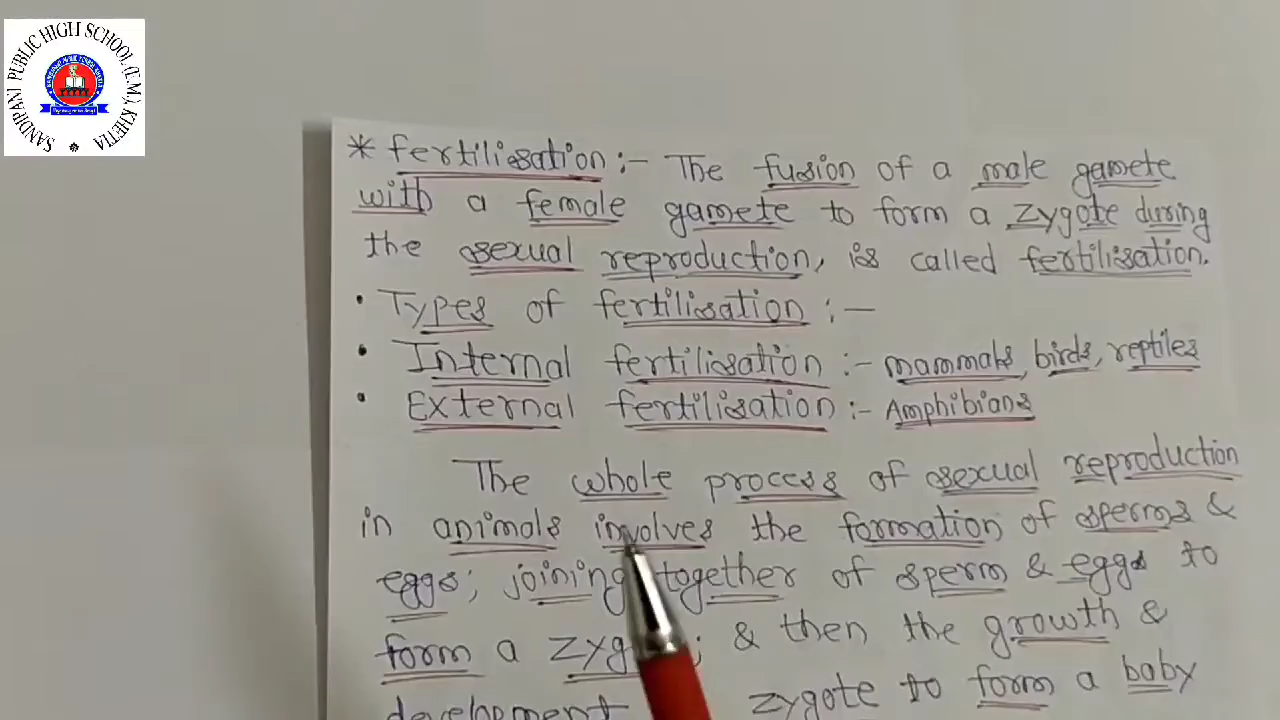 SANDIPANI PUBLIC HIGH SCHOOL (E.M.), KHETIA
* Fertilisation :- The fusion of a male gamete
with a female gamete to form a zygote during
the sexual reproduction, is called fertilisation.
• Types of fertilisation :-
• Internal fertilisation :- mammals, birds, reptiles
• External fertilisation :- Amphibians
The whole process of sexual reproduction
in animals involves the formation of sperms &
eggs; joining together of sperm & eggs to
form a ; & then the growth &
development zygote to form a baby